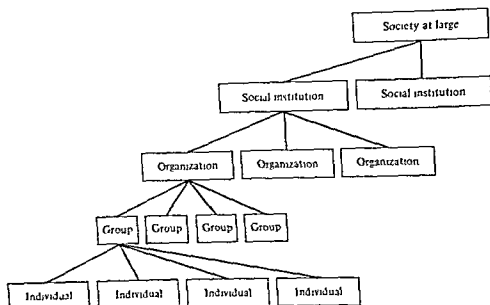 Society at large
Social institution Social institution
Organization Organization Organization
Group Group Group Group
Individual Individual Individual Individual